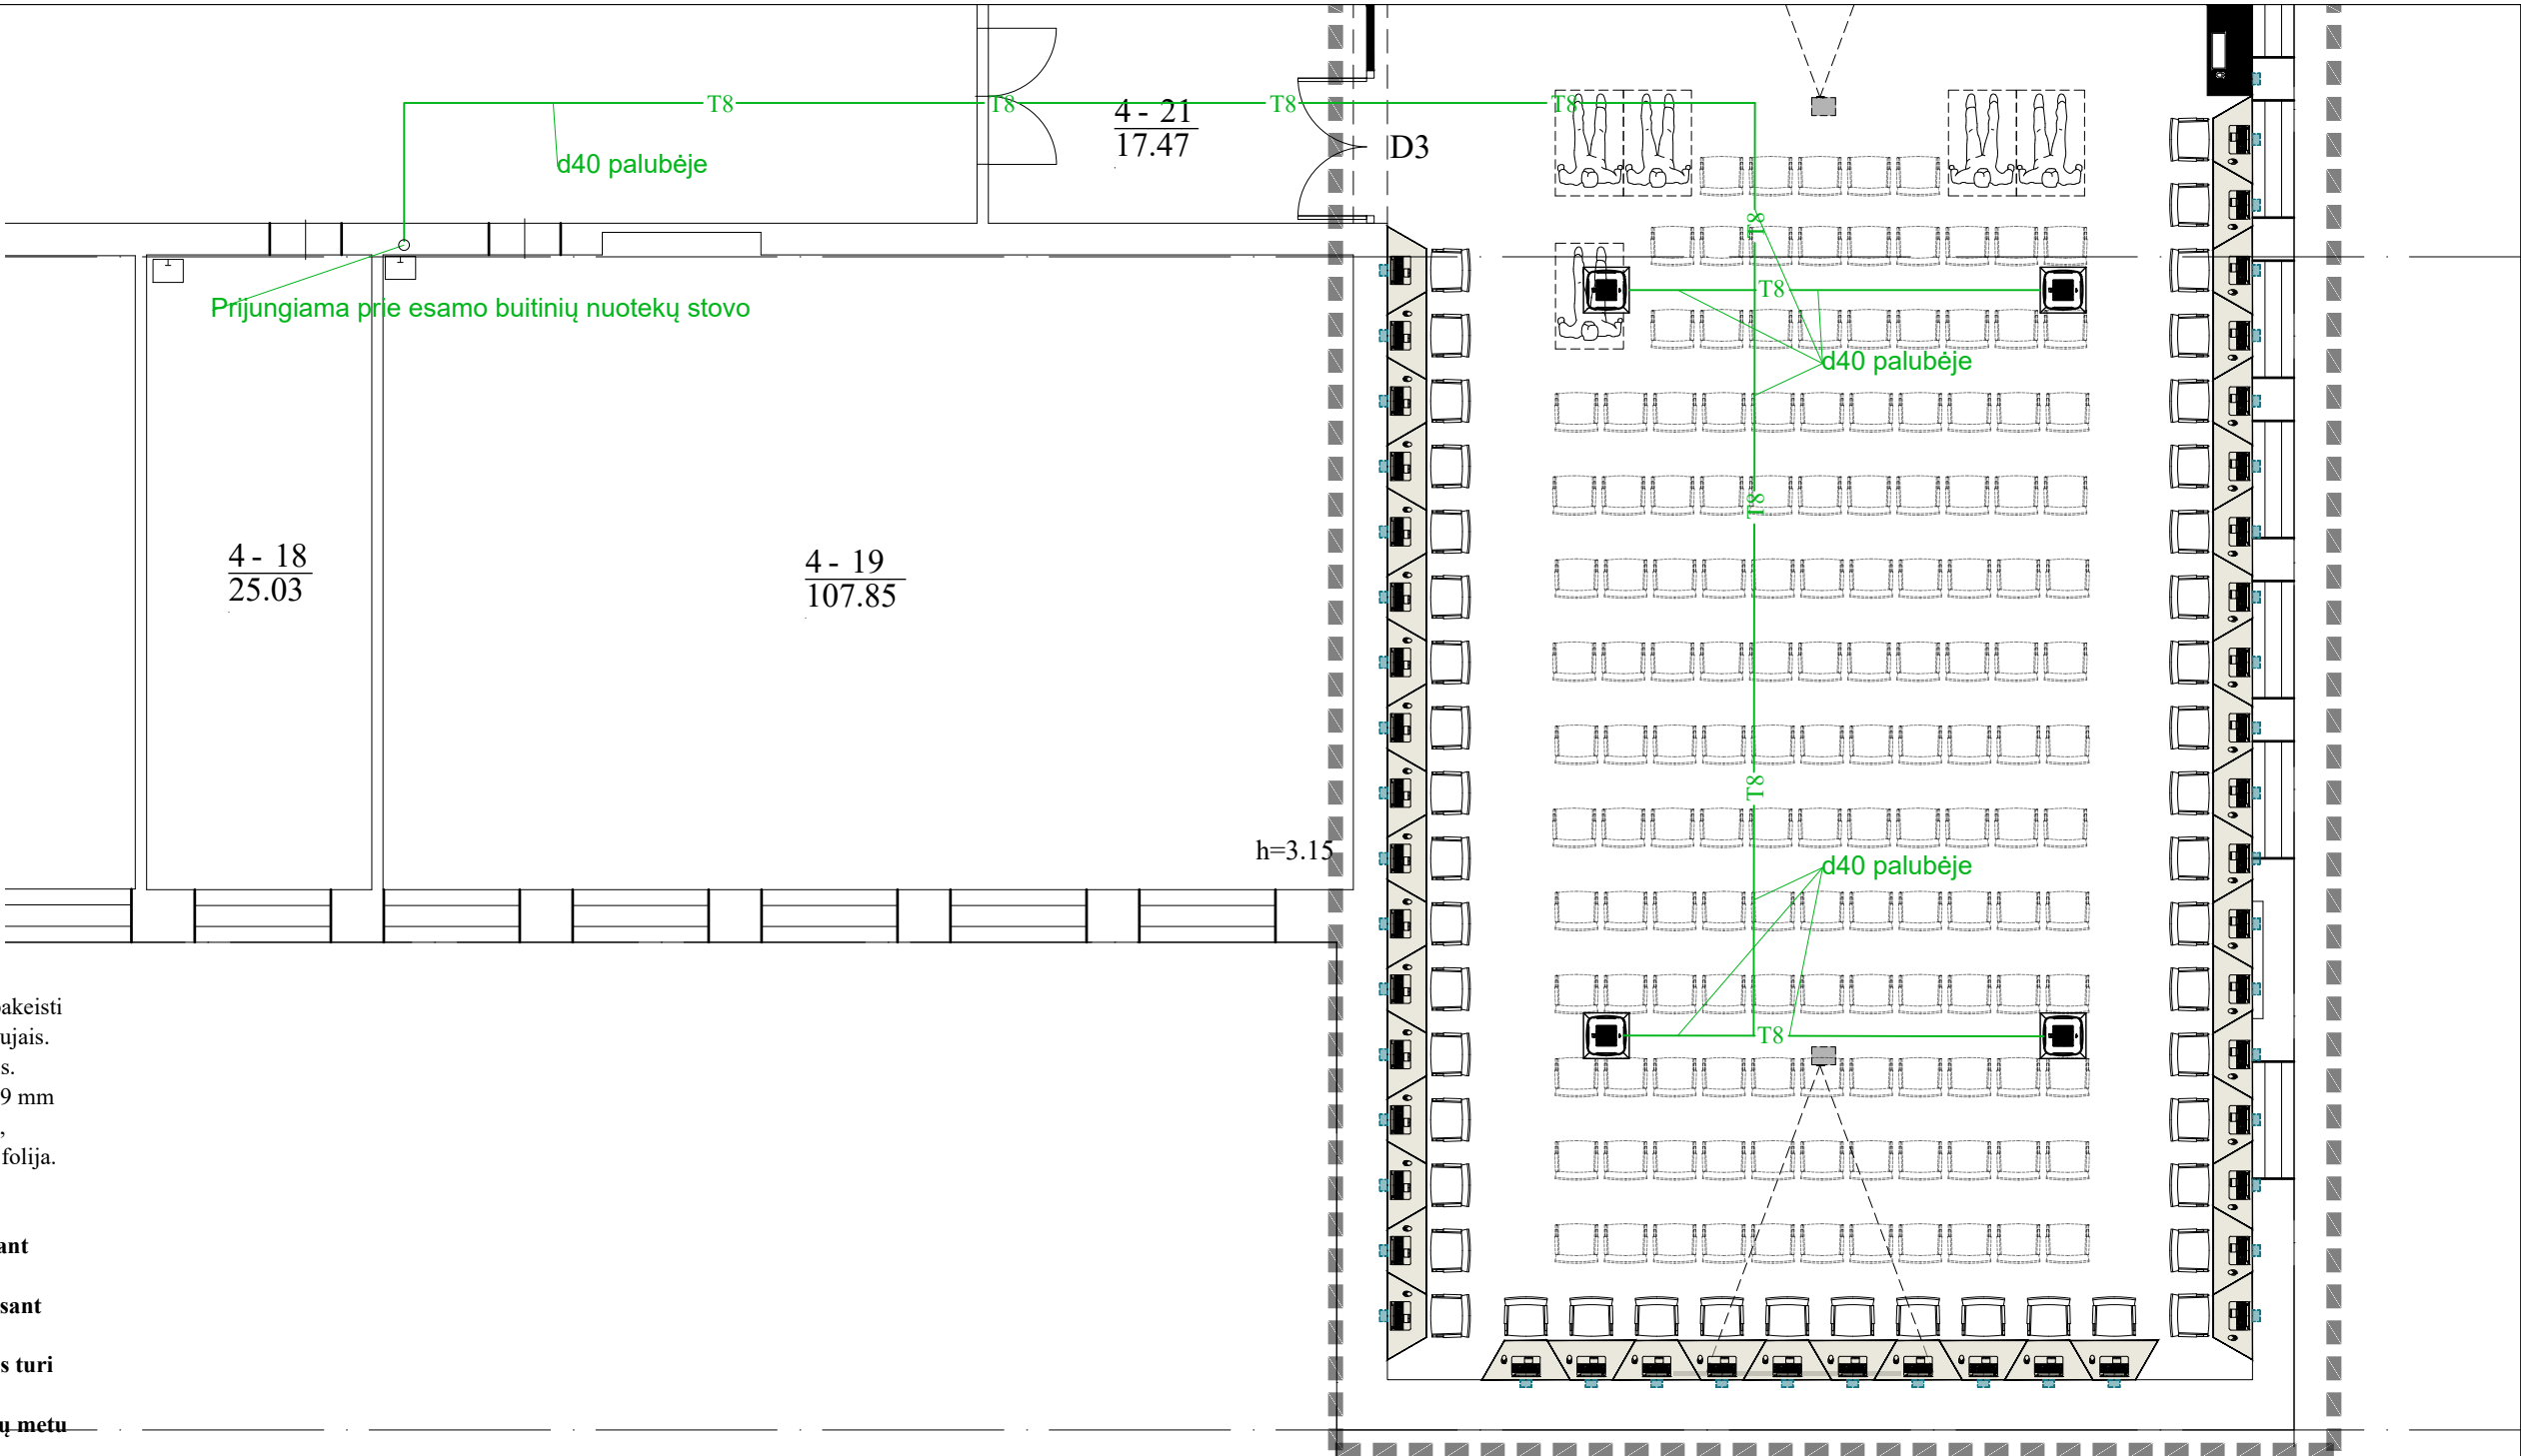 T8
T8
T8
T8
4 - 21
17.47
D3
d40 palubėje
T8
Prijungiama prie esamo buitinių nuotekų stovo
T8
d40 palubėje
T8
4 - 18
25.03
4 - 19
107.85
T8
h=3.15
d40 palubėje
T8
akeisti
ujais.
s.
9 mm
,
folija.
ant
sant
s turi
ų metu